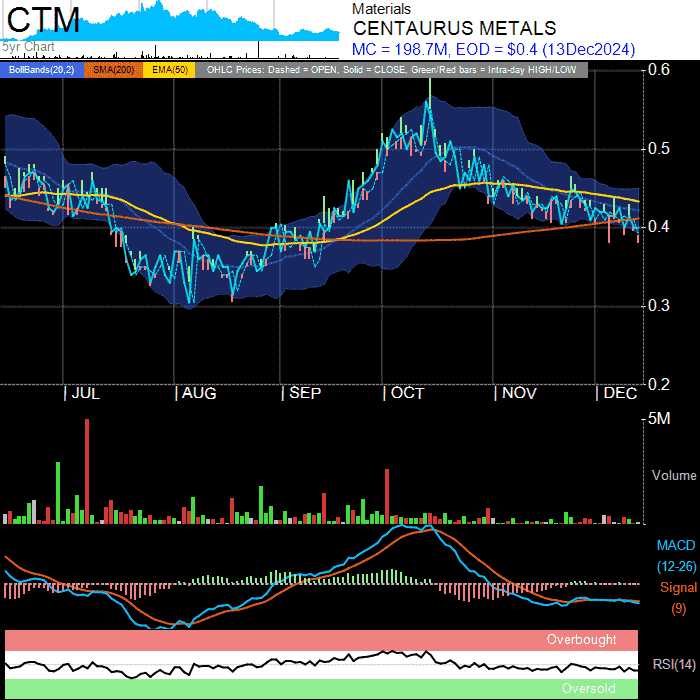 CTM
5yr Chart
Materials
CENTAURUS METALS
MC = 198.7M, EOD = $0.4 (13Dec2024)
BollBands(20,2) SMA(200) EMA(50) OHLC Prices: Dashed = OPEN, Solid = CLOSE, Green/Red bars = Intra-day HIGH/LOW
0.6
0.5
0.4
0.3
0.2
JUL AUG SEP OCT NOV DEC
5M
Volume
MACD
(12-26)
Signal
(9)
Overbought
RSI(14)
Oversold